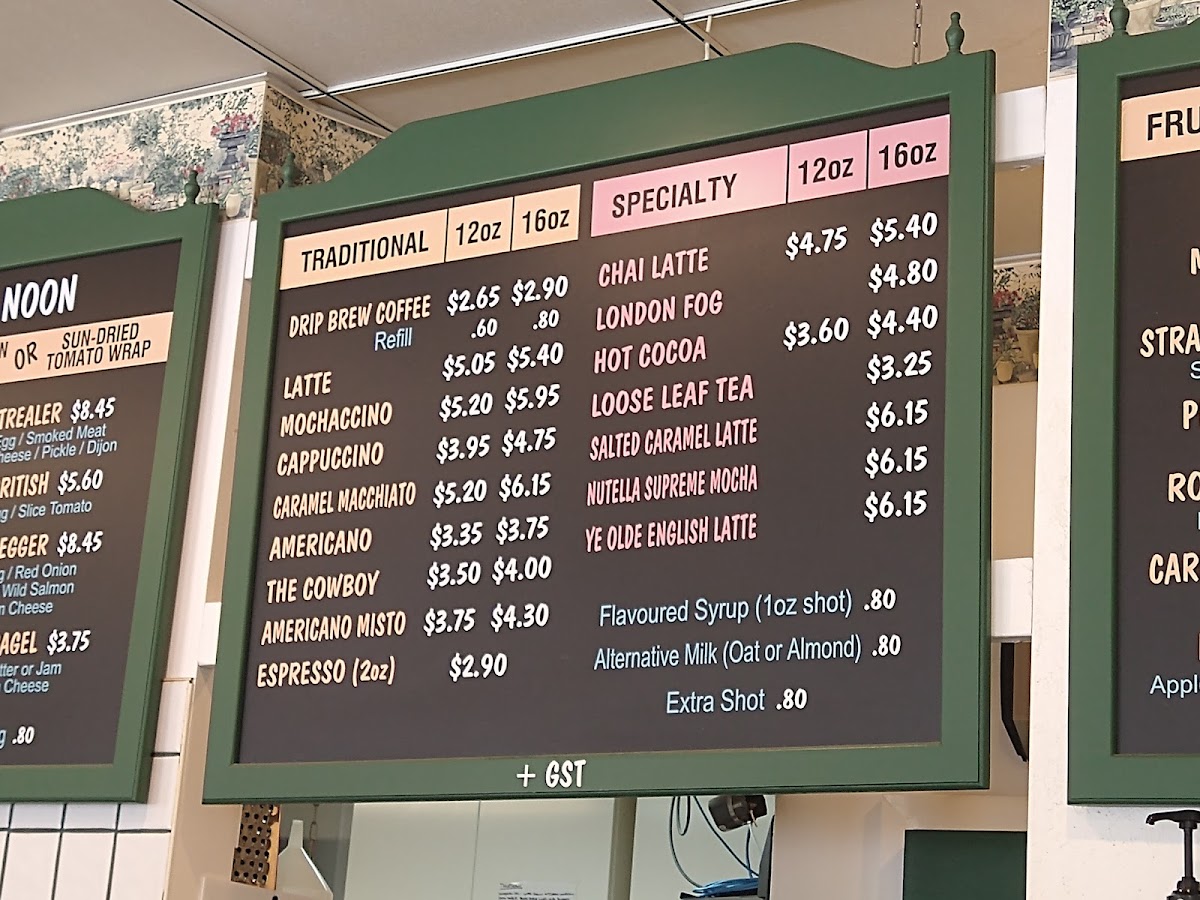 NOON
OR SUN-DRIED
TOMATO WRAP
TREALER $8.45
Egg / Smoked Meat
heese / Pickle / Dijon
RITISH $5.60
g / Slice Tomato
EGGER $8.45
g / Red Onion
Wild Salmon
n Cheese
AGEL $3.75
tter or Jam
n Cheese
g .80
TRADITIONAL 12oz 16oz
DRIP BREW COFFEE $2.65 $2.90
Refill .60 .80
LATTE $5.05 $5.40
MOCHACCINO $5.20 $5.95
CAPPUCCINO $3.95 $4.75
CARAMEL MACCHIATO $5.20 $6.15
AMERICANO $3.35 $3.75
THE COWBOY $3.50 $4.00
AMERICANO MISTO $3.75 $4.30
ESPRESSO (2oz) $2.90
SPECIALTY 12oz 16oz
CHAI LATTE $4.75 $5.40
LONDON FOG $4.80
HOT COCOA $3.60 $4.40
LOOSE LEAF TEA $3.25
SALTED CARAMEL LATTE $6.15
NUTELLA SUPREME MOCHA $6.15
YE OLDE ENGLISH LATTE $6.15
Flavoured Syrup (1oz shot) .80
Alternative Milk (Oat or Almond) .80
Extra Shot .80
+ GST
FRU
STRA
S
P
RO
CAR
Apple